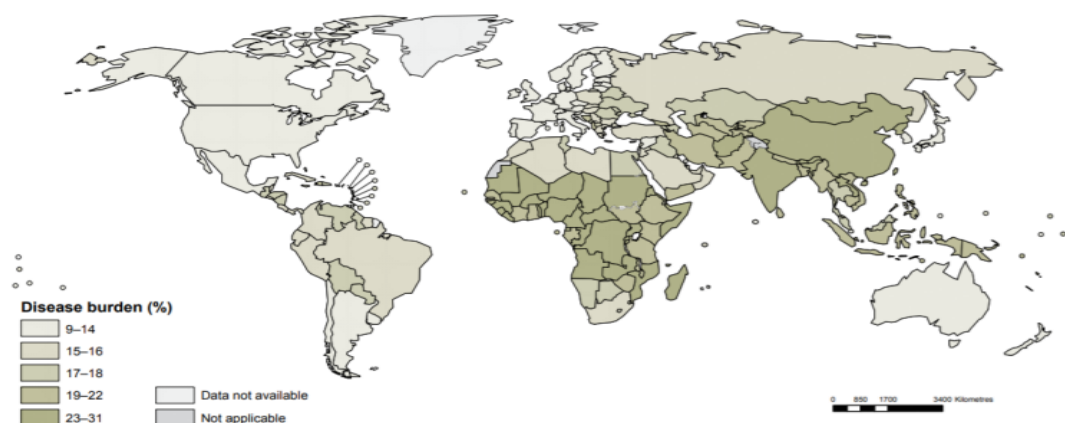 Disease burden (%)
9–14
15–16
17–18
19–22
23–31
Data not available
Not applicable
0 850 1700 3400 Kilometres